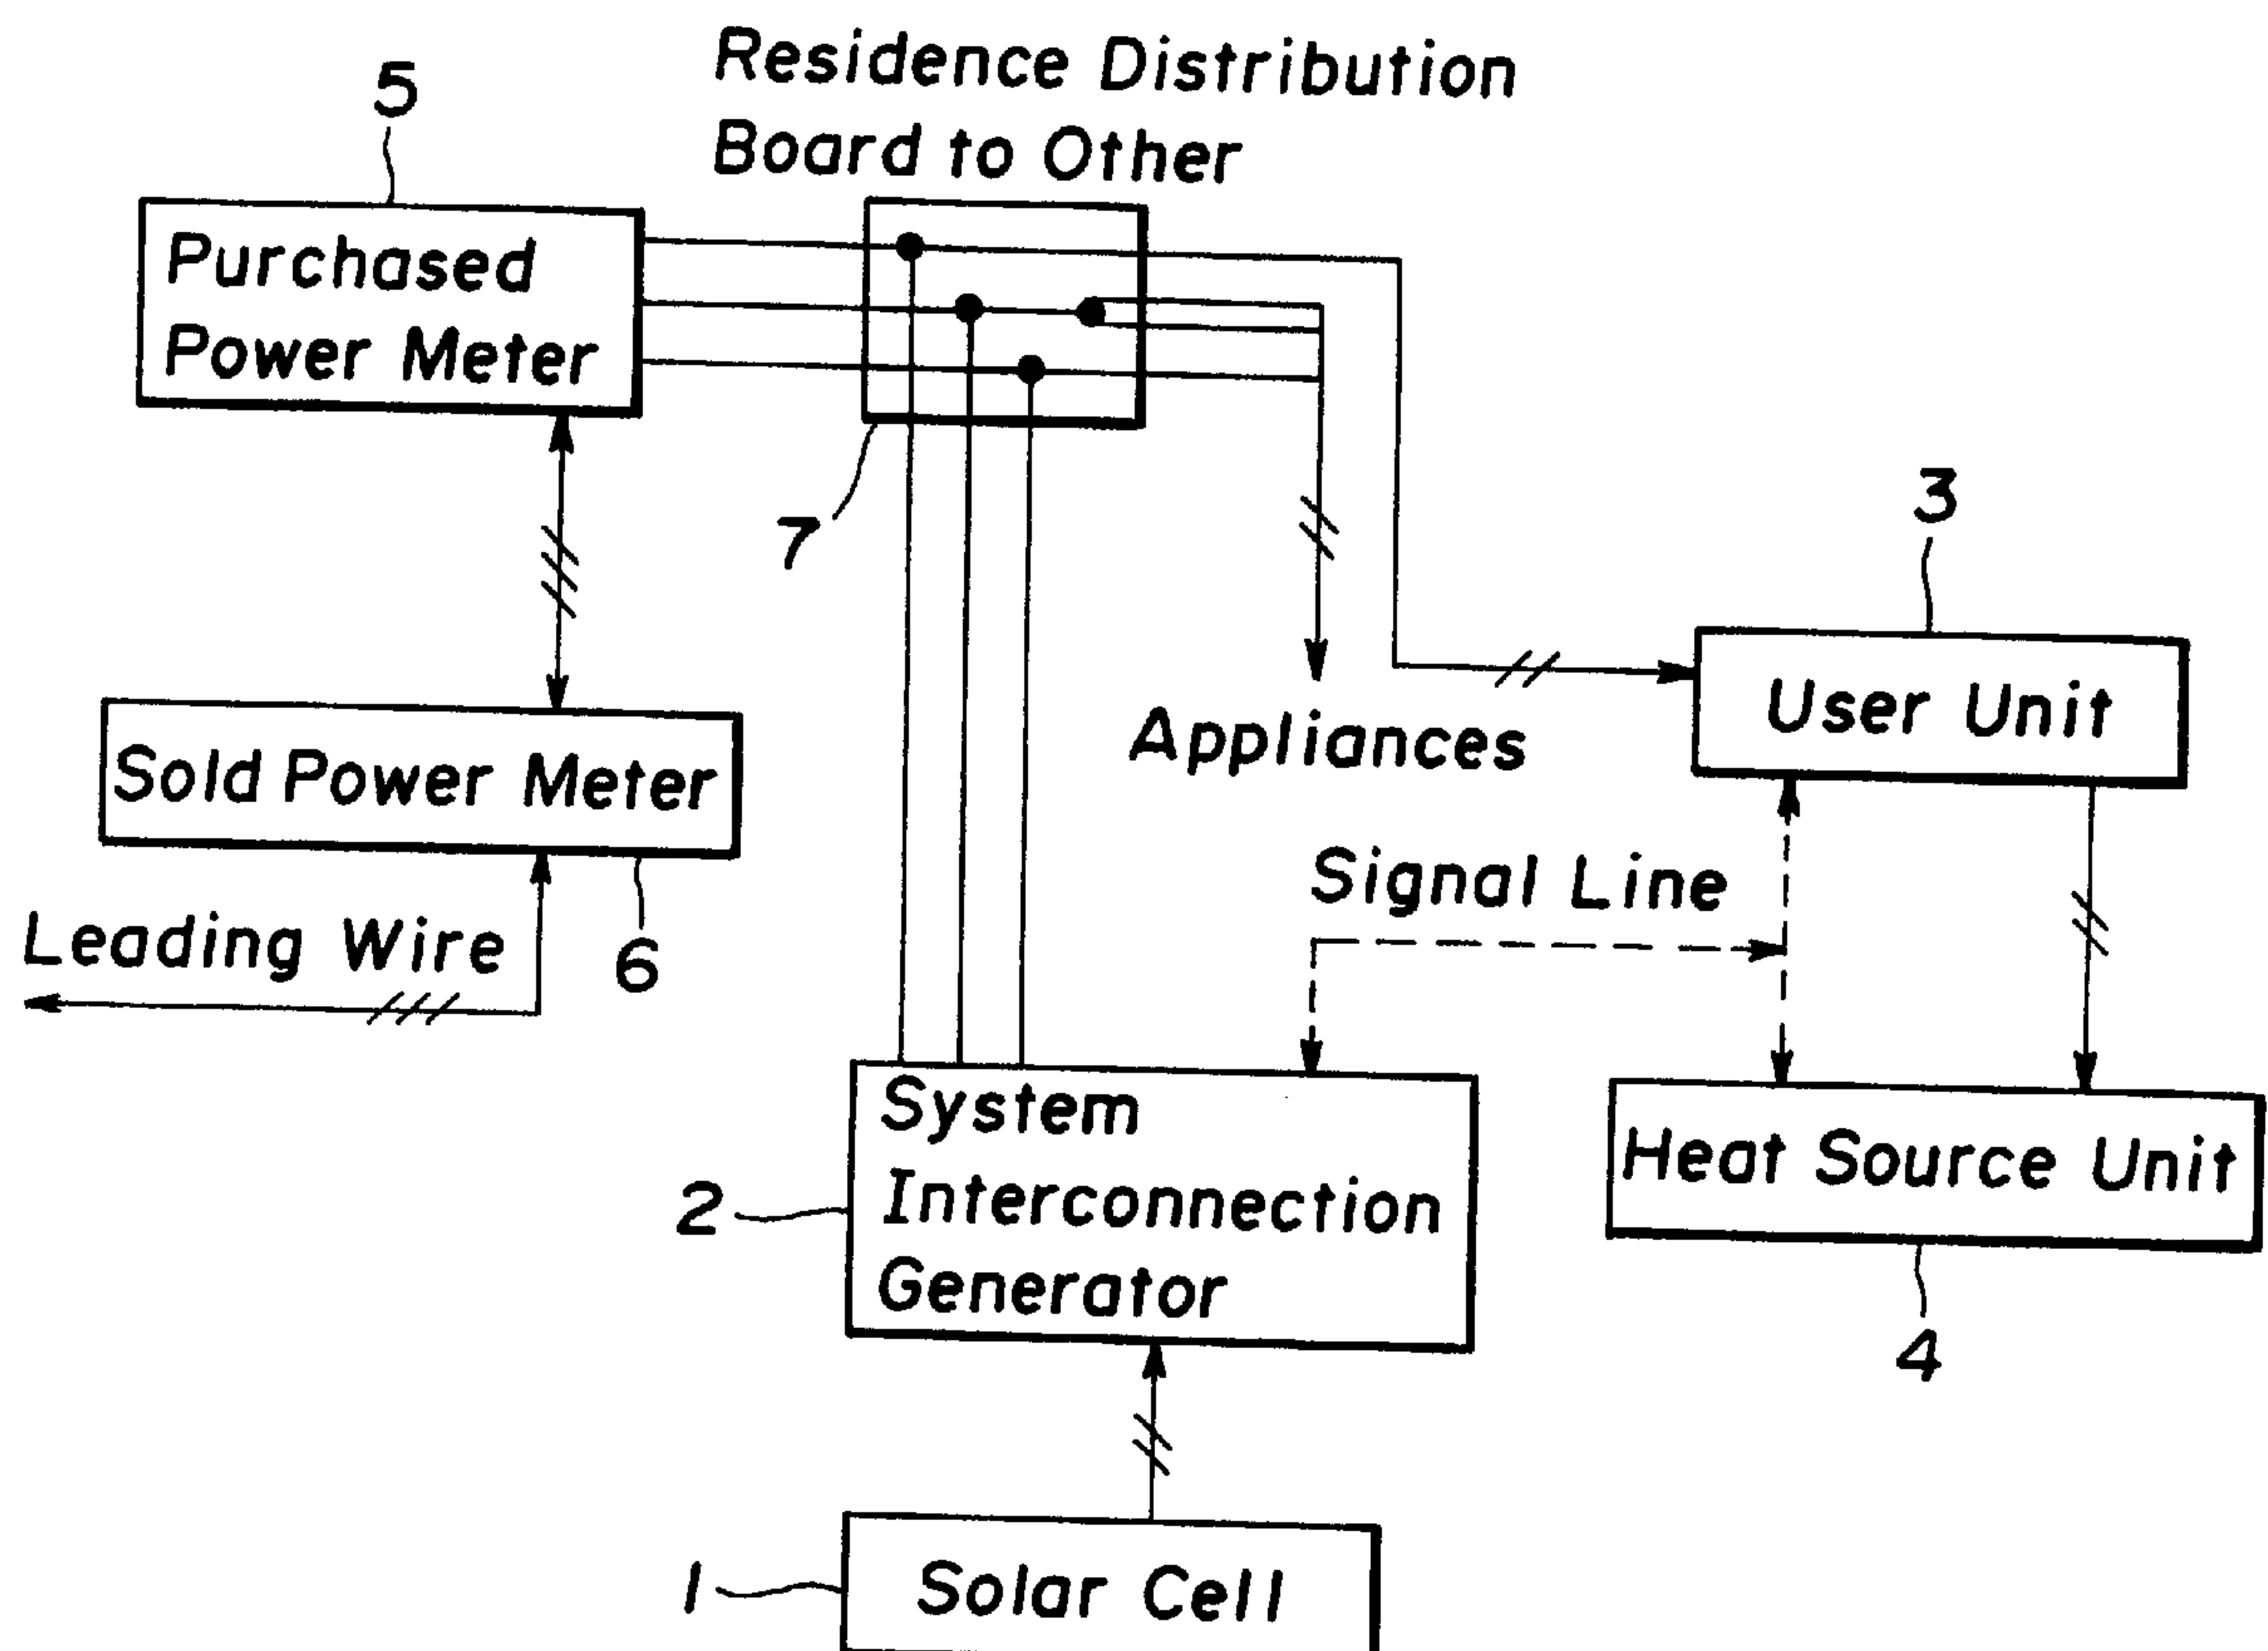 Residence Distribution
Board to Other
5
Purchased
Power Meter
7
3
User Unit
Appliances
Sold Power Meter
Signal Line
Leading Wire
6
System
Interconnection
Generator
2
Heat Source Unit
4
1
Solar Cell